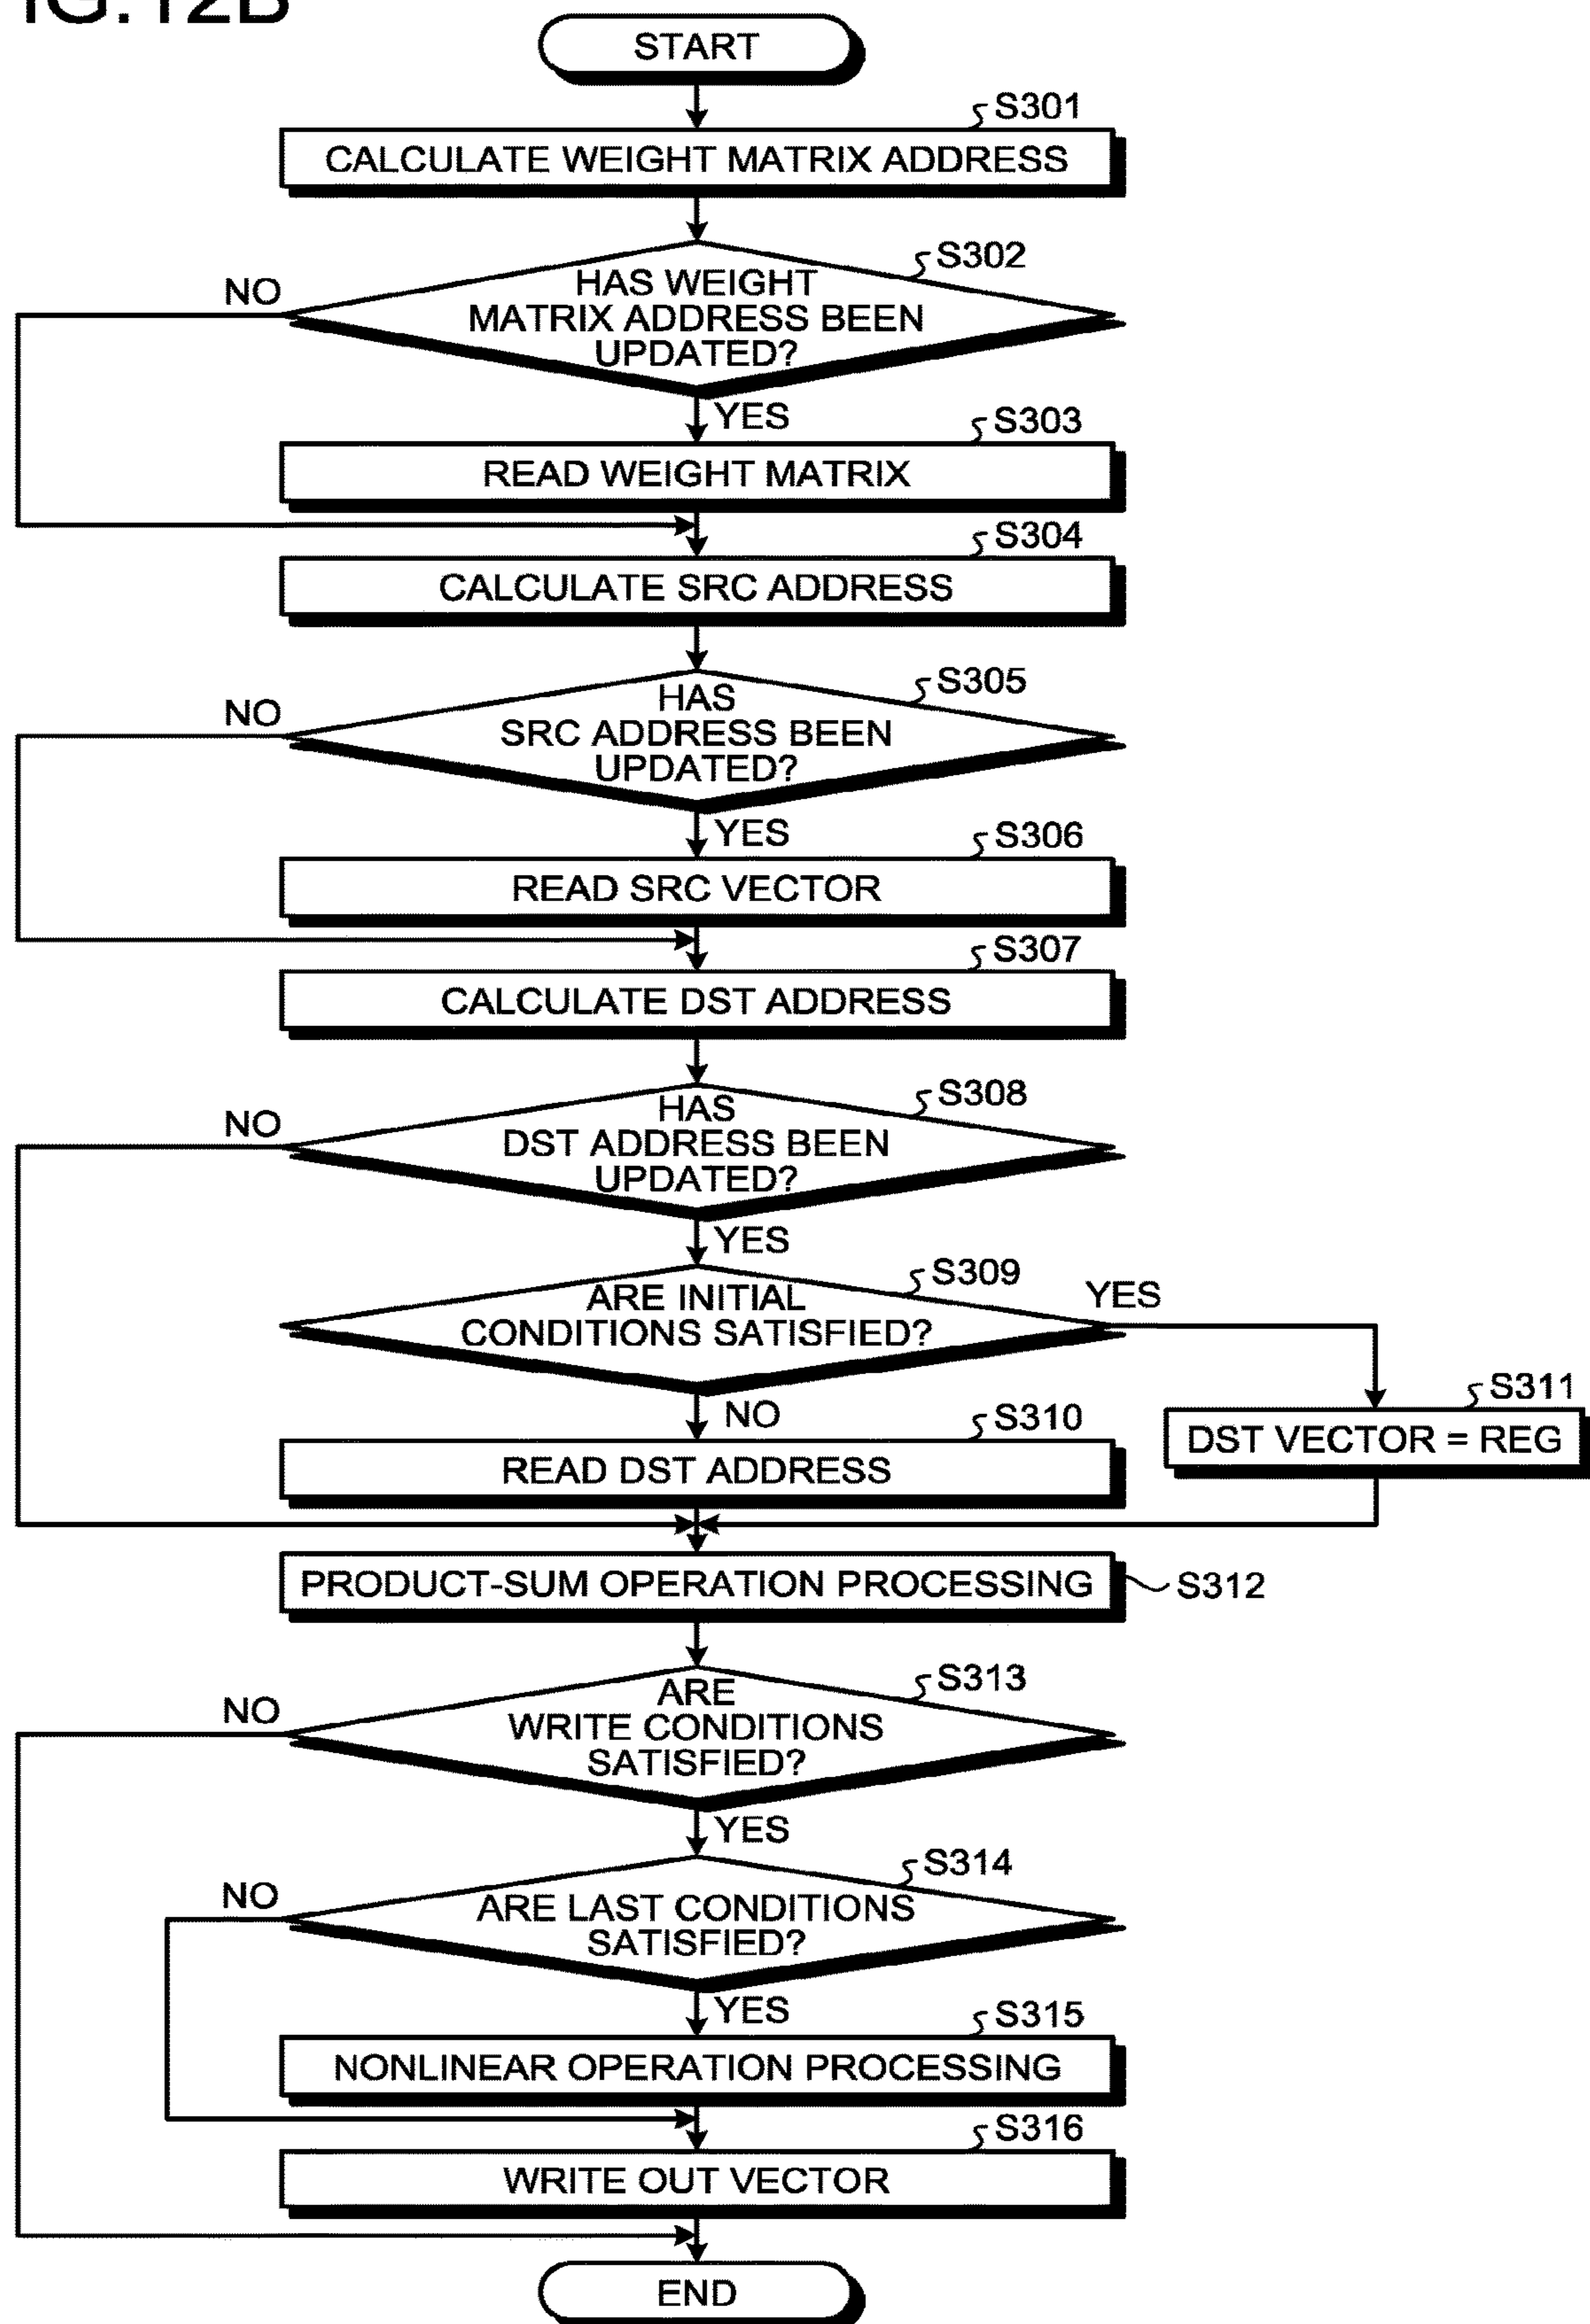 IG.12B
START
S301
CALCULATE WEIGHT MATRIX ADDRESS
S302
NO
HAS WEIGHT
MATRIX ADDRESS BEEN
UPDATED?
YES
S303
READ WEIGHT MATRIX
S304
CALCULATE SRC ADDRESS
S305
NO
HAS
SRC ADDRESS BEEN
UPDATED?
YES
S306
READ SRC VECTOR
S307
CALCULATE DST ADDRESS
S308
NO
HAS
DST ADDRESS BEEN
UPDATED?
YES
S309
YES
ARE INITIAL
CONDITIONS SATISFIED?
S311
NO
S310
DST VECTOR = REG
READ DST ADDRESS
PRODUCT-SUM OPERATION PROCESSING
S312
S313
NO
ARE
WRITE CONDITIONS
SATISFIED?
YES
S314
NO
ARE LAST CONDITIONS
SATISFIED?
YES
S315
NONLINEAR OPERATION PROCESSING
S316
WRITE OUT VECTOR
END